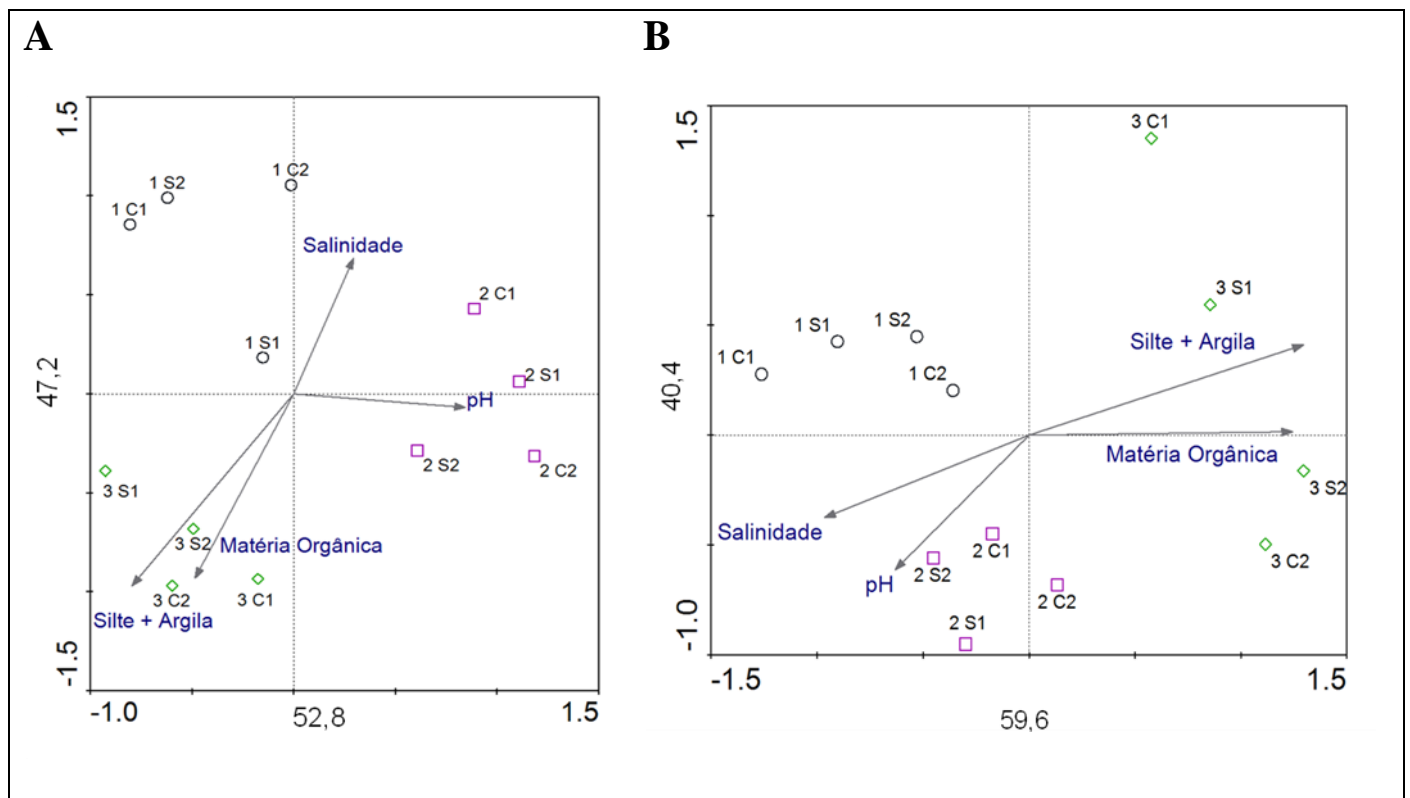 A
1.5
1 C2
1 S2
1 C1
Salinidade
2 C1
1 S1
2 S1
pH
47,2
2 S2
2 C2
3 S1
3 S2
Matéria Orgânica
3 C2
3 C1
Silte + Argila
-1.5
-1.0
52,8
1.5
B
1.5
3 C1
3 S1
1 S1
1 S2
Silte + Argila
1 C1
1 C2
40,4
Matéria Orgânica
3 S2
Salinidade
2 C1
3 C2
2 S2
pH
2 C2
2 S1
-1.0
-1.5
59,6
1.5